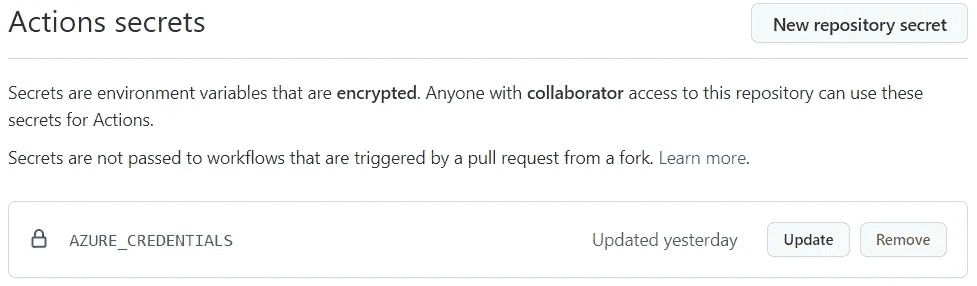 Actions secrets
New repository secret
Secrets are environment variables that are encrypted. Anyone with collaborator access to this repository can use these
secrets for Actions.
Secrets are not passed to workflows that are triggered by a pull request from a fork. Learn more.
AZURE_CREDENTIALS Updated yesterday Update Remove